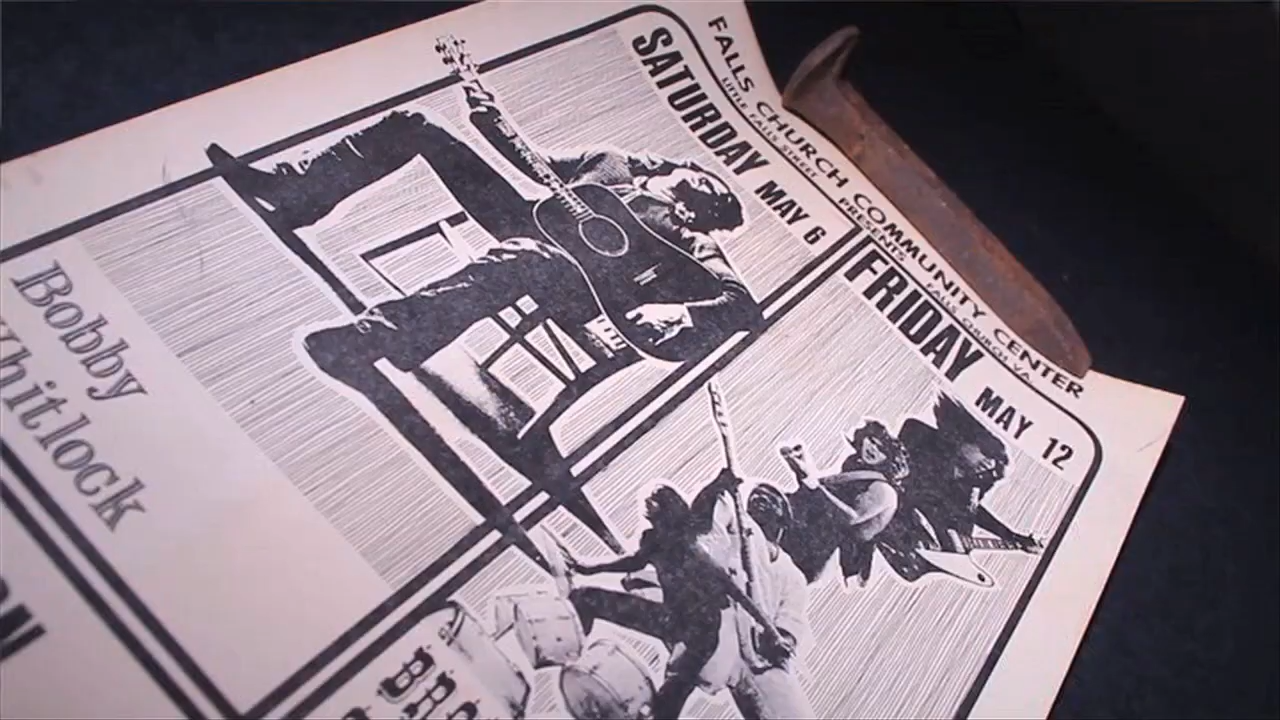 FALLS CHURCH COMMUNITY CENTER
LITTLE FALLS STREET
FALLS CHURCH, VA.
PRESENTS
SATURDAY MAY 6
FRIDAY MAY 12
Bobby
Whitlock